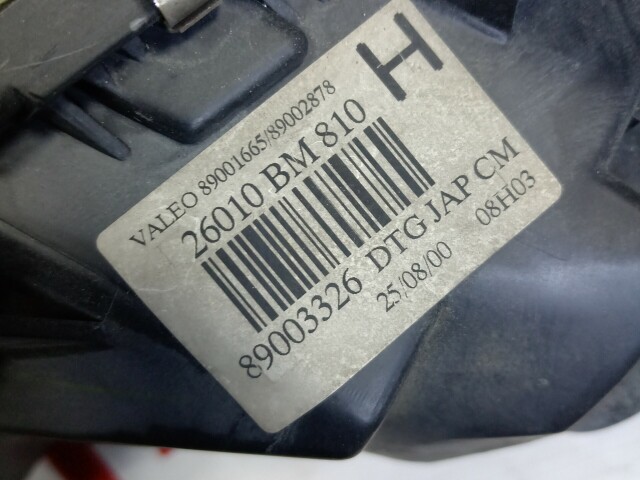 H
VALEO 89001665/89002878
26010 BM 810
89003326 DTG JAP CM
25/08/00 08H03